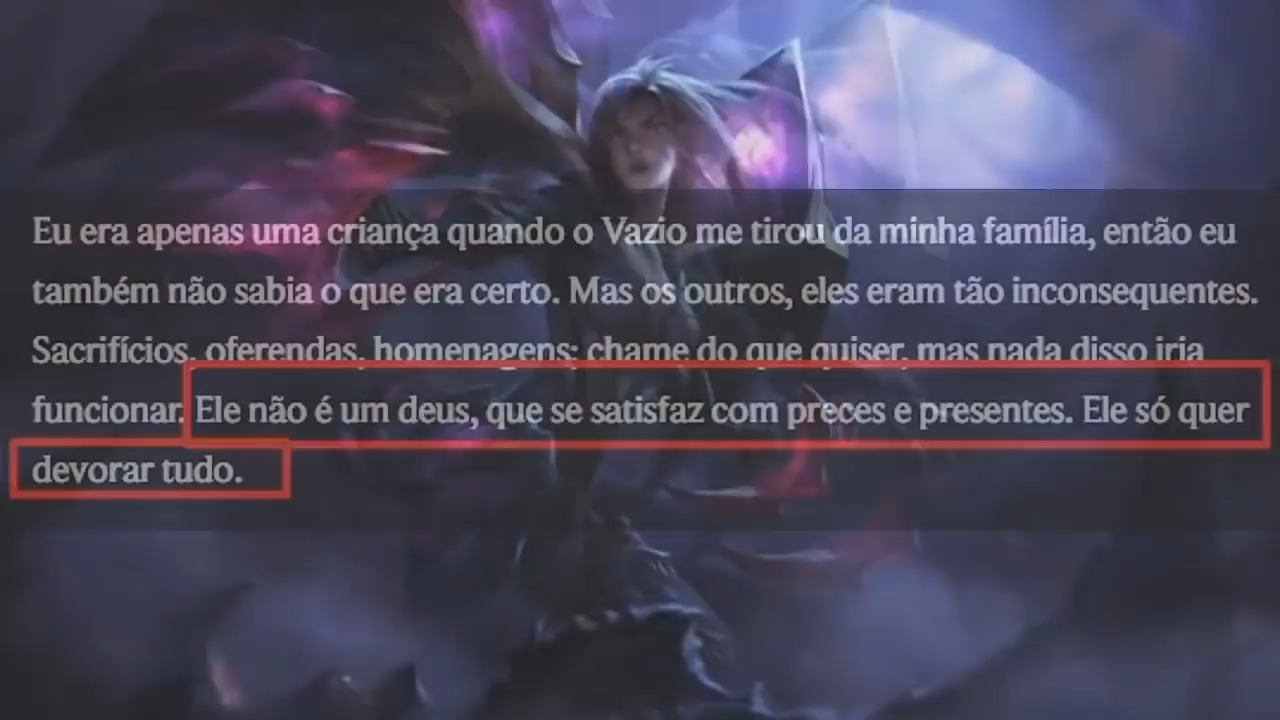 Eu era apenas uma criança quando o Vazio me tirou da minha família, então eu
também não sabia o que era certo. Mas os outros, eles eram tão inconsequentes.
Sacrifícios, oferendas, homenagens; chame do que quiser, mas nada disso iria
funcionar. Ele não é um deus, que se satisfaz com preces e presentes. Ele só quer
devorar tudo.